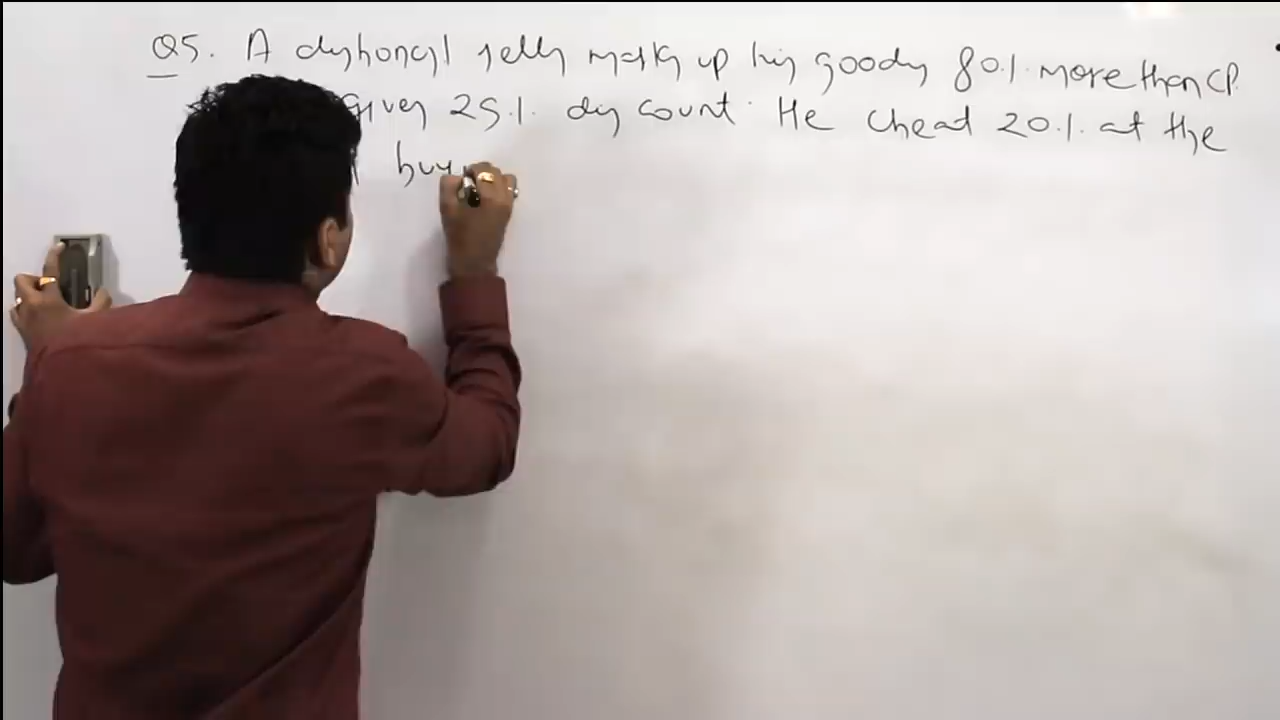 Q5. A dishonest sells marks up his goods 80% more than CP.
gives 25% discount. He cheat 20% at the
buy